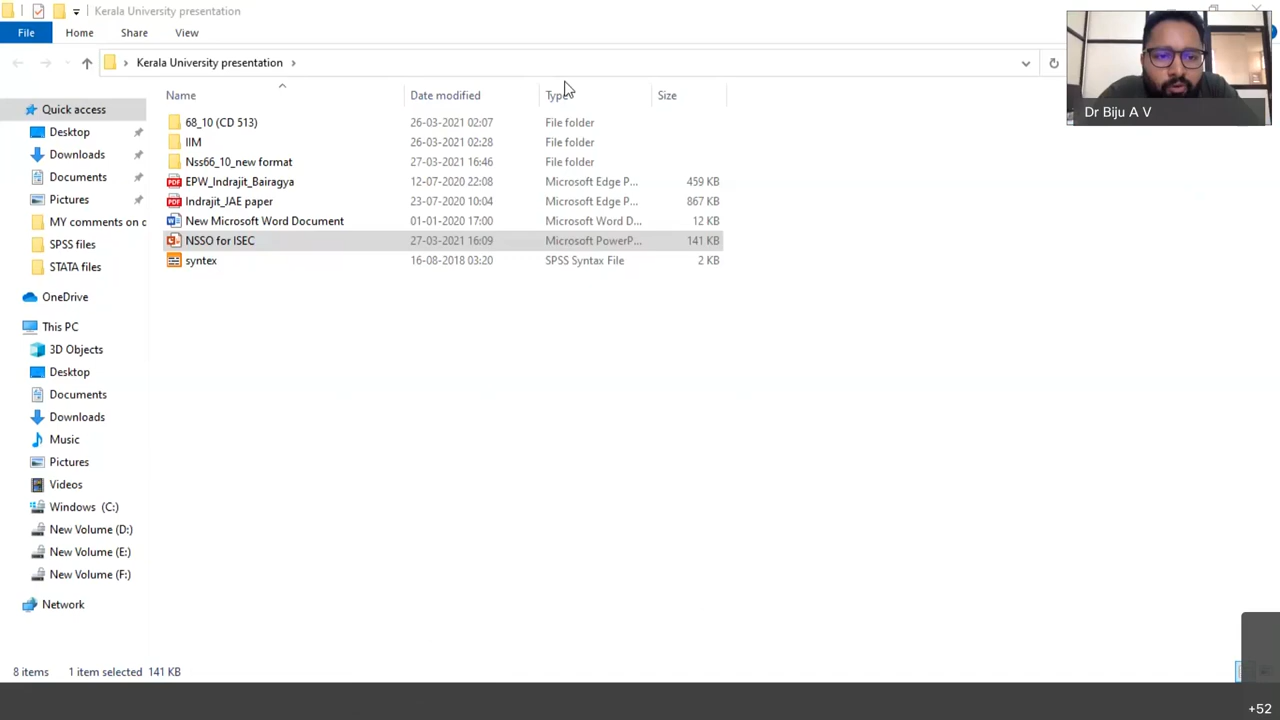 Kerala University presentation
File Home Share View
Kerala University presentation
Name Date modified Type Size
Quick access
Desktop
Downloads
Documents
Pictures
MY comments on c
SPSS files
STATA files
OneDrive
This PC
3D Objects
Desktop
Documents
Downloads
Music
Pictures
Videos
Windows (C:)
New Volume (D:)
New Volume (E:)
New Volume (F:)
Network
68_10 (CD 513) 26-03-2021 02:07 File folder
IIM 26-03-2021 02:28 File folder
Nss66_10_new format 27-03-2021 16:46 File folder
EPW_Indrajit_Bairagya 12-07-2020 22:08 Microsoft Edge P... 459 KB
Indrajit_JAE paper 23-07-2020 10:04 Microsoft Edge P... 867 KB
New Microsoft Word Document 01-01-2020 17:00 Microsoft Word D... 12 KB
NSSO for ISEC 27-03-2021 16:09 Microsoft PowerP... 141 KB
syntex 16-08-2018 03:20 SPSS Syntax File 2 KB
Dr Biju A V
8 items 1 item selected 141 KB
+52